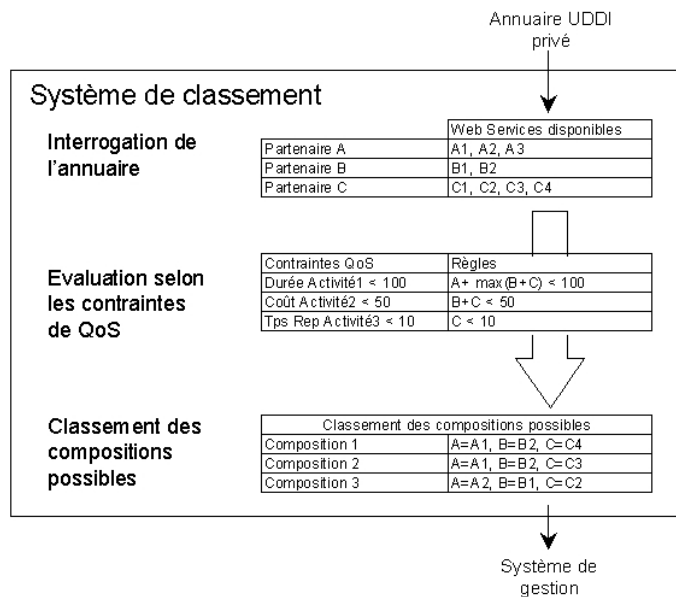 Annuaire UDDI
privé
Système de classement
Interrogation de
l'annuaire
Web Services disponibles
Partenaire A A1, A2, A3
Partenaire B B1, B2
Partenaire C C1, C2, C3, C4
Evaluation selon
les contraintes
de QoS
Contraintes QoS Règles
Durée Activité1 < 100 A+ max(B+C) < 100
Coût Activité2 < 50 B+C < 50
Tps Rep Activité3 < 10 C < 10
Classement des
compositions
possibles
Classement des compositions possibles
Composition 1 A=A1, B=B2, C=C4
Composition 2 A=A1, B=B2, C=C3
Composition 3 A=A2, B=B1, C=C2
Système de
gestion